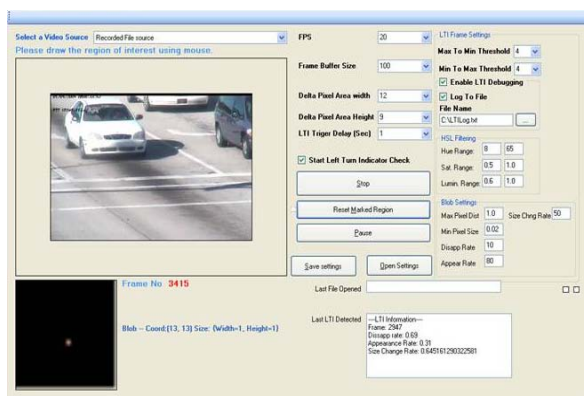 Select a Video Source Recorded File source
Please draw the region of interest using mouse.
FPS 20
Frame Buffer Size 100
Delta Pixel Area width 12
Delta Pixel Area Height 9
LTI Triger Delay (Sec) 1
Start Left Turn Indicator Check
Stop
Reset Marked Region
Pause
Save settings Open Settings
LTI Frame Settings
Max To Min Threshold 4
Min To Max Threshold 4
Enable LTI Debugging
Log To File
File Name
C:\LTILog.txt ...
HSL Filtering
Hue Range: 8 65
Sat. Range: 0.5 1.0
Lumin. Range: 0.6 1.0
Blob Settings
Max Pixel Dist 1.0 Size Chng Rate 50
Min Pixel Size 0.02
Disapp Rate 10
Appear Rate 80
Frame No 3415
Blob -- Coord:(13, 13) Size: (Width=1, Height=1)
Last File Opened
Last LTI Detected
---LTI Information---
Frame: 2947
Dissapp rate: 0.69
Appearance Rate: 0.31
Size Change Rate: 0.645161290322581